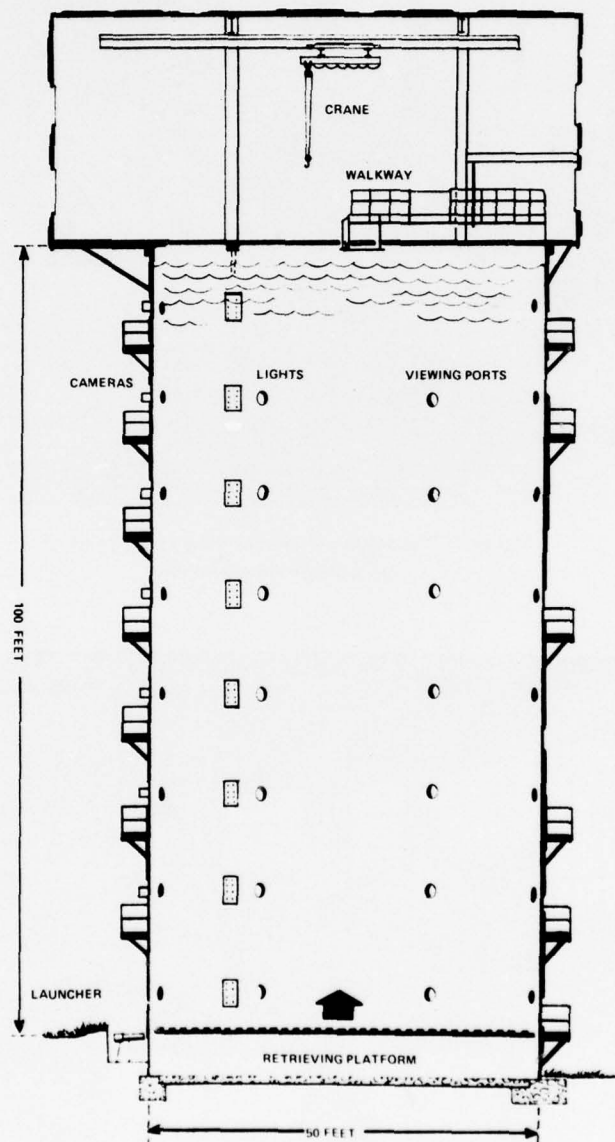 CRANE
WALKWAY
CAMERAS
LIGHTS
VIEWING PORTS
100 FEET
LAUNCHER
RETRIEVING PLATFORM
50 FEET